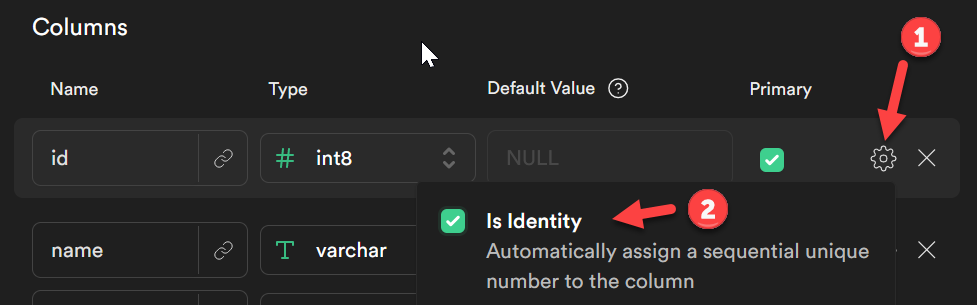 Columns
1
Name Type Default Value ? Primary
id # int8 NULL
Is Identity 2
name T varchar Automatically assign a sequential unique
number to the column